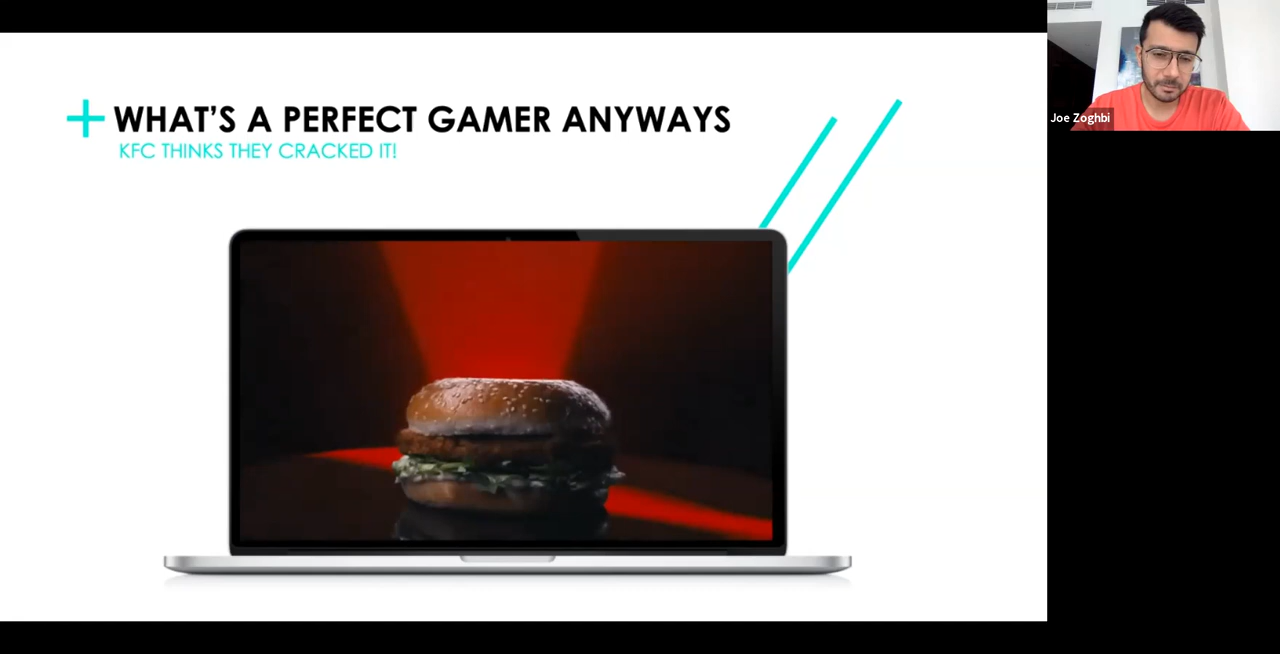 WHAT'S A PERFECT GAMER ANYWAYS
KFC THINKS THEY CRACKED IT!
Joe Zoghbi